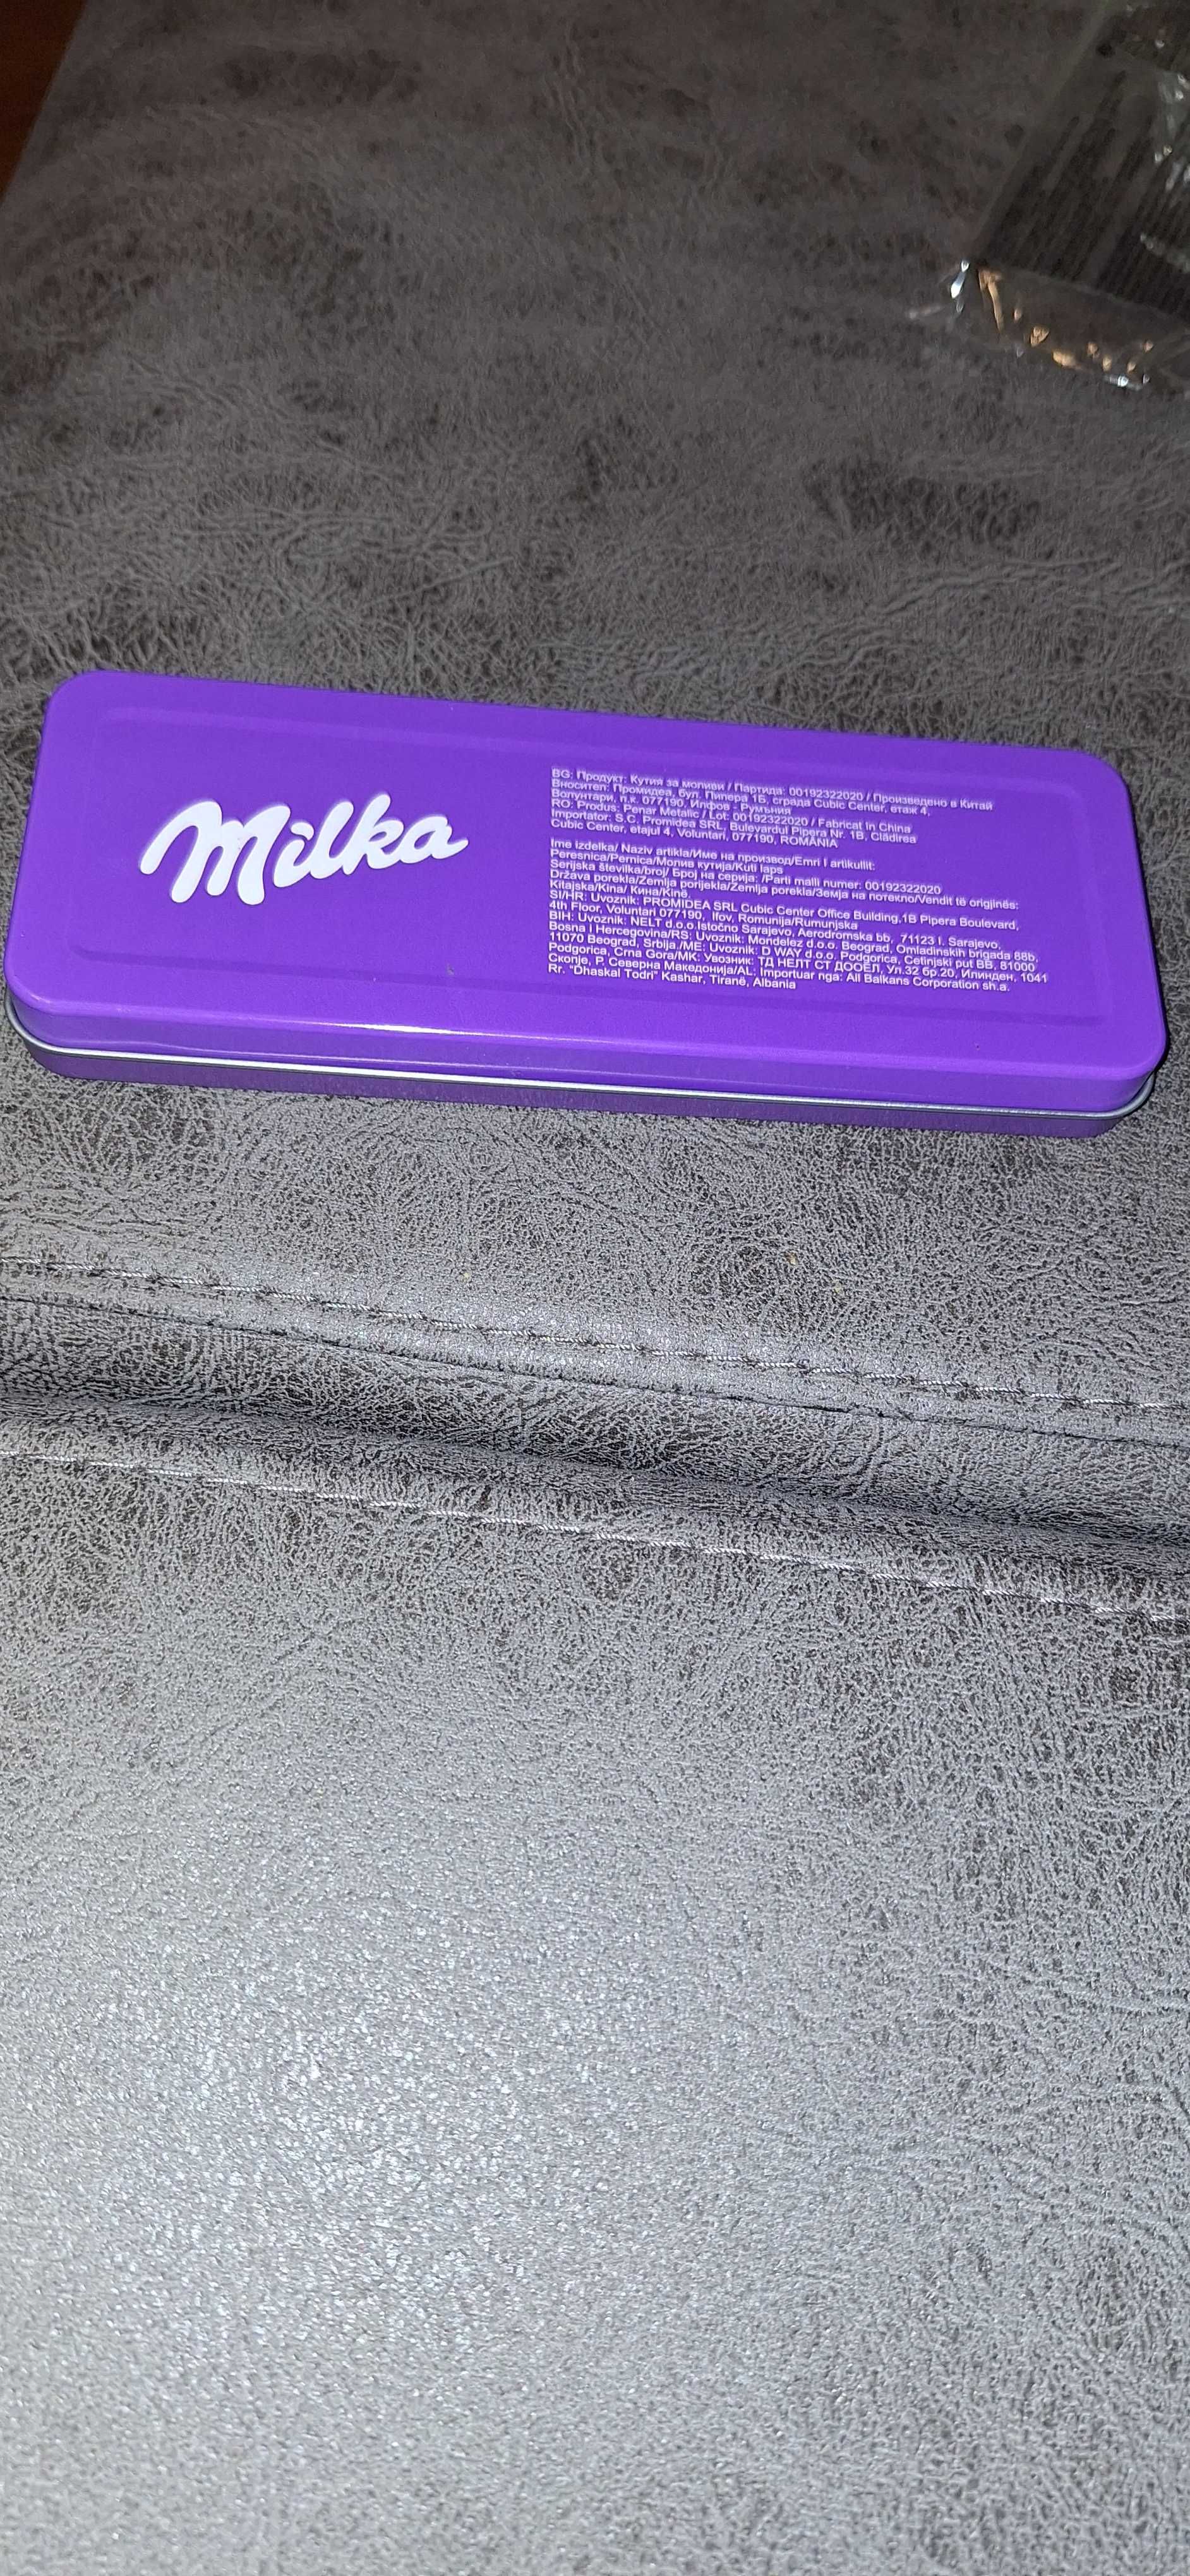 Milka
BG: Продукт: Кутия за моливи / Партида: 00192322020 / Произведено в Китай
Вносител: Промидеа, бул. Пипера 1Б, сграда Cubic Center, етаж 4,
Волунтари, п.к. 077190, Илфов - Румъния
RO: Produs: Penar Metalic / Lot: 00192322020 / Fabricat in China
Importator: S.C. Promidea SRL, Bulevardul Pipera Nr. 1B, Clădirea
Cubic Center, etajul 4, Voluntari, 077190, ROMÂNIA
Ime izdelka/ Naziv artikla/Име на производ/Emri I artikullit:
Peresnica/Pernica/Молив кутија/Kuti laps
Serijska številka/broj/ Број на серија: /Parti malli numer: 00192322020
Država porekla/Zemlja porijekla/Zemlja porekla/Земја на потекло/Vendit të origjinës:
Kitajska/Kina/ Кина/Kinë.
SI/HR: Uvoznik: PROMIDEA SRL Cubic Center Office Building,1B Pipera Boulevard,
4th Floor, Voluntari 077190, Ifov, Romunija/Rumunjska
BIH: Uvoznik: NELT d.o.o.Istočno Sarajevo, Aerodromska bb, 71123 I. Sarajevo,
Bosna i Hercegovina/RS: Uvoznik: Mondelez d.o.o. Beograd, Omladinskih brigada 88b,
11070 Beograd, Srbija./ME: Uvoznik: D WAY d.o.o. Podgorica, Cetinjski put BB, 81000
Podgorica, Crna Gora/MK: Увозник: ТД НЕЛТ СТ ДООЕЛ, Ул.32 бр.20, Илинден, 1041
Скопје, Р. Северна Македонија/AL: Importuar nga: All Balkans Corporation sh.a.
Rr. "Dhaskal Todri" Kashar, Tiranë, Albania